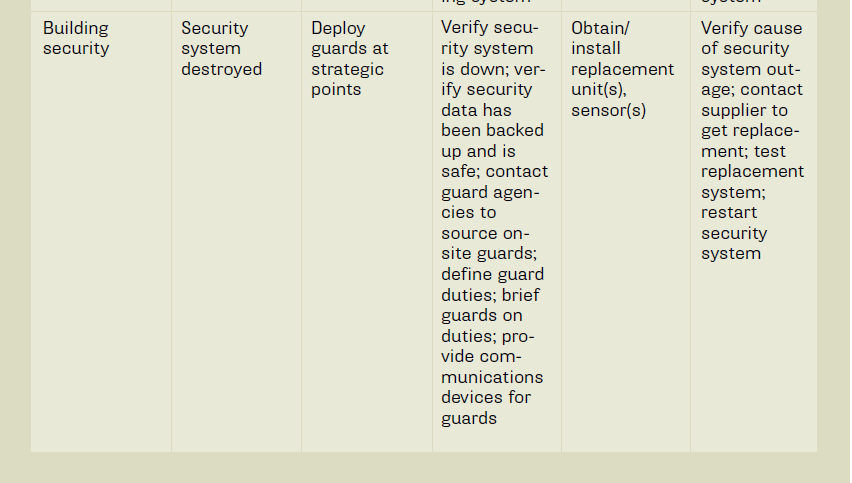 ing system
system
Building
security
Security
system
destroyed
Deploy
guards at
strategic
points
Verify secu-
rity system
is down; ver-
ify security
data has
been backed
up and is
safe; contact
guard agen-
cies to
source on-
site guards;
define guard
duties; brief
guards on
duties; pro-
vide com-
munications
devices for
guards
Obtain/
install
replacement
unit(s),
sensor(s)
Verify cause
of security
system out-
age; contact
supplier to
get replace-
ment; test
replacement
system;
restart
security
system